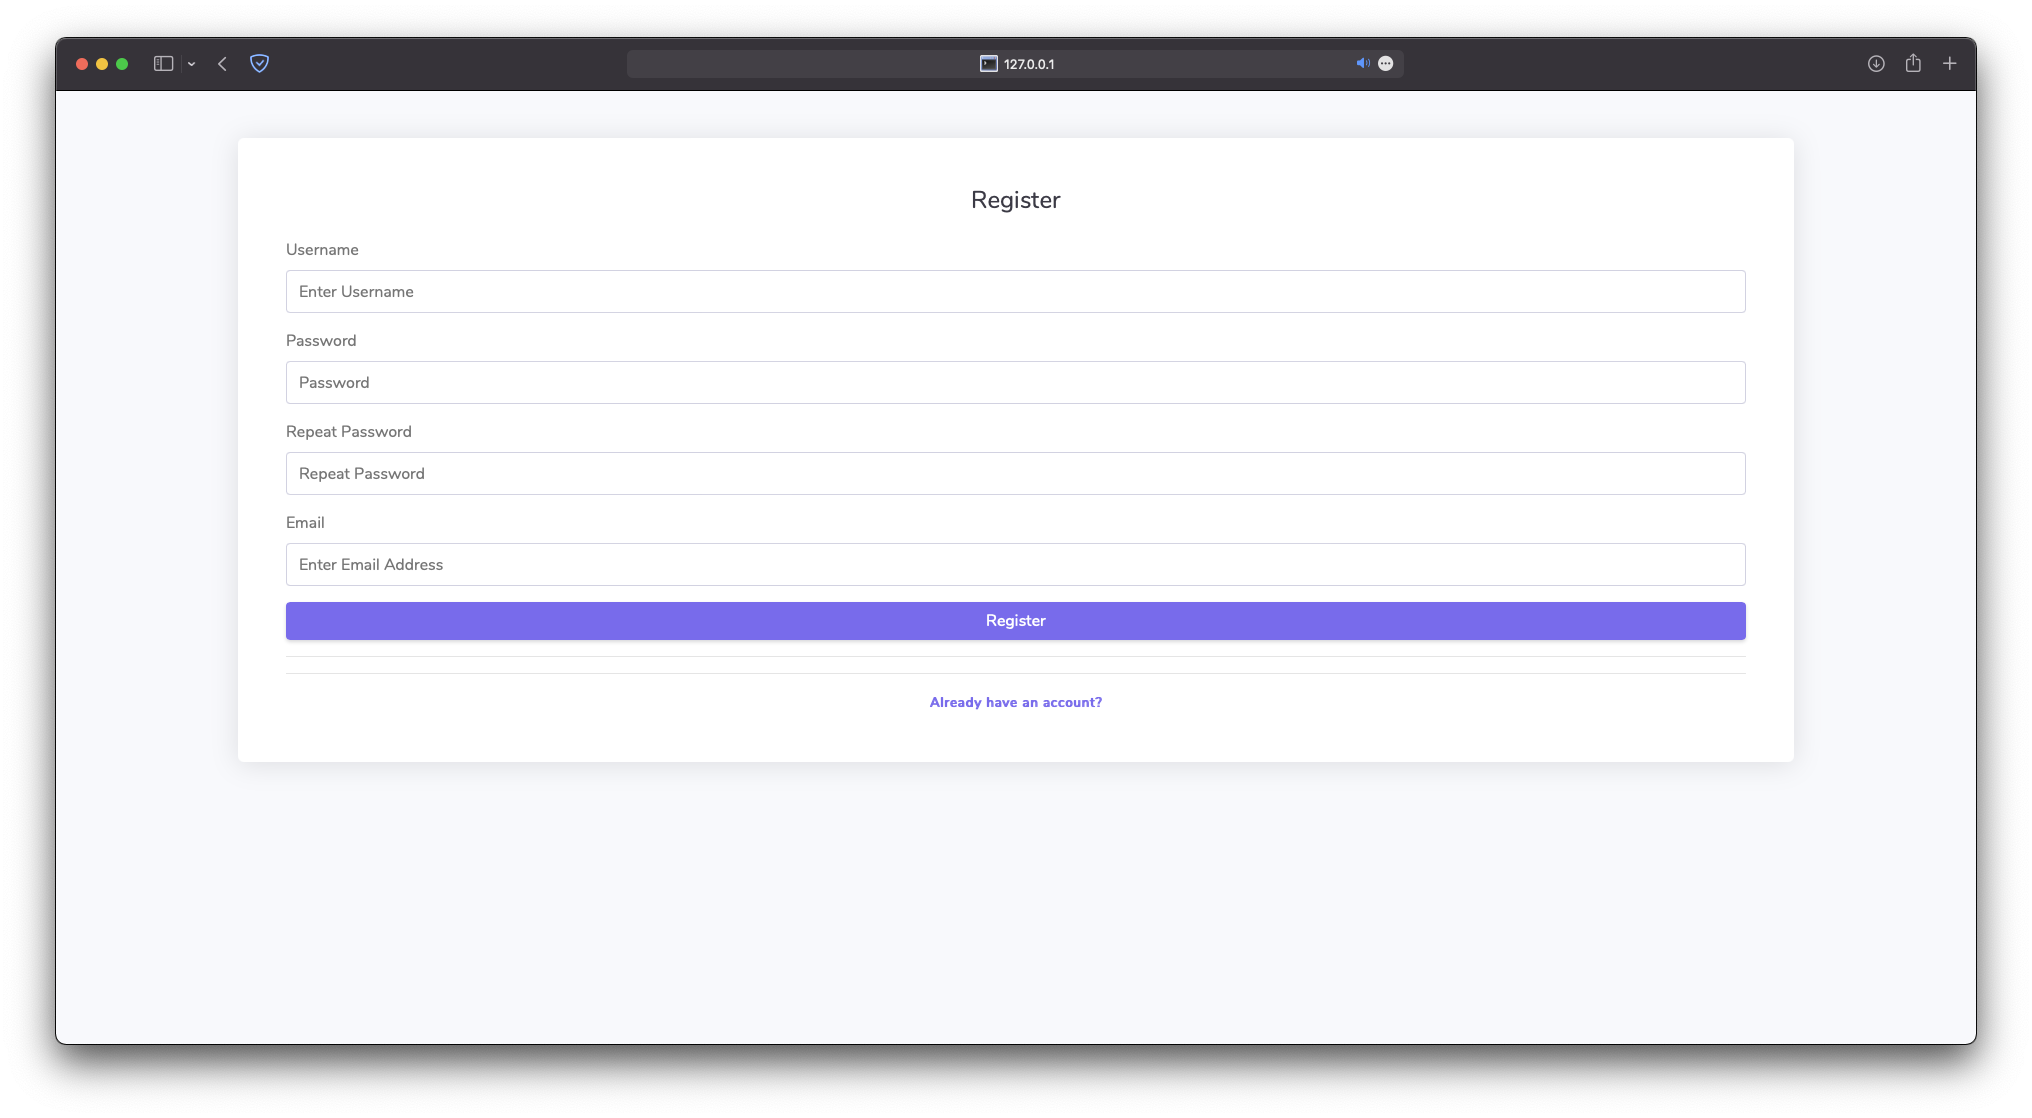 127.0.0.1
Register
Username
Enter Username
Password
Password
Repeat Password
Repeat Password
Email
Enter Email Address
Register
Already have an account?